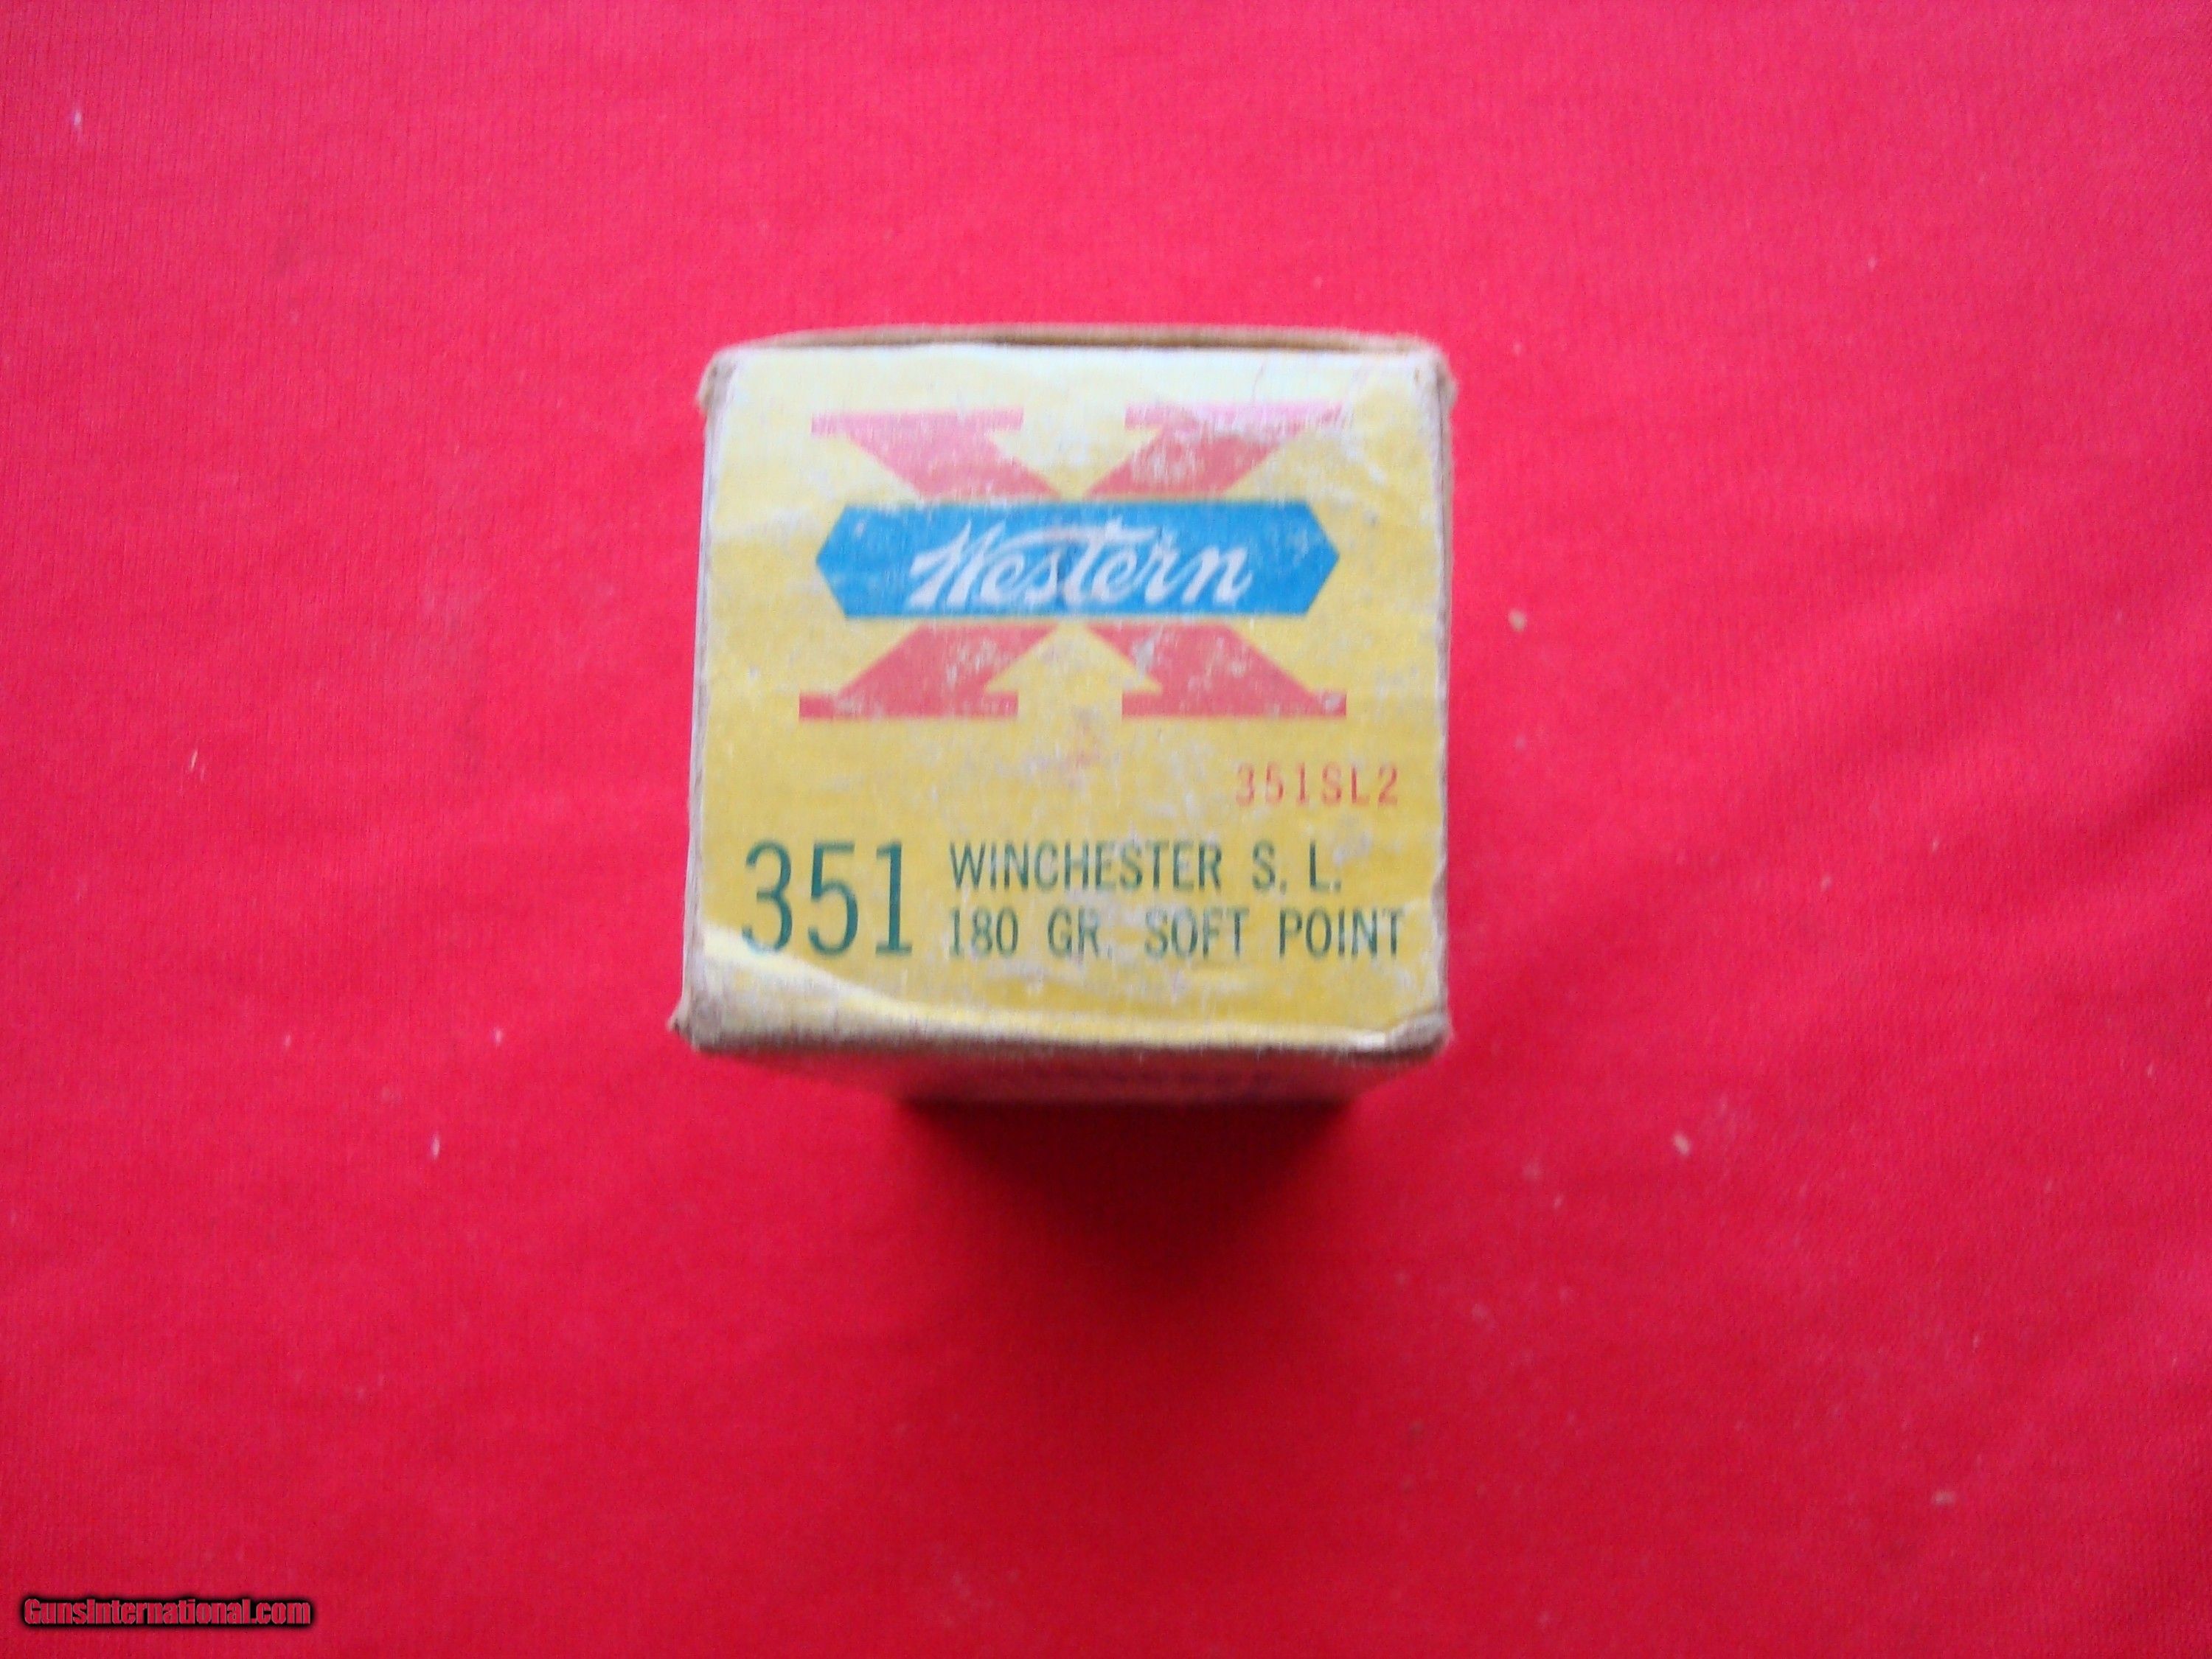 X
Western
351SL2
351 WINCHESTER S. L.
180 GR. SOFT POINT
GunsInternational.com